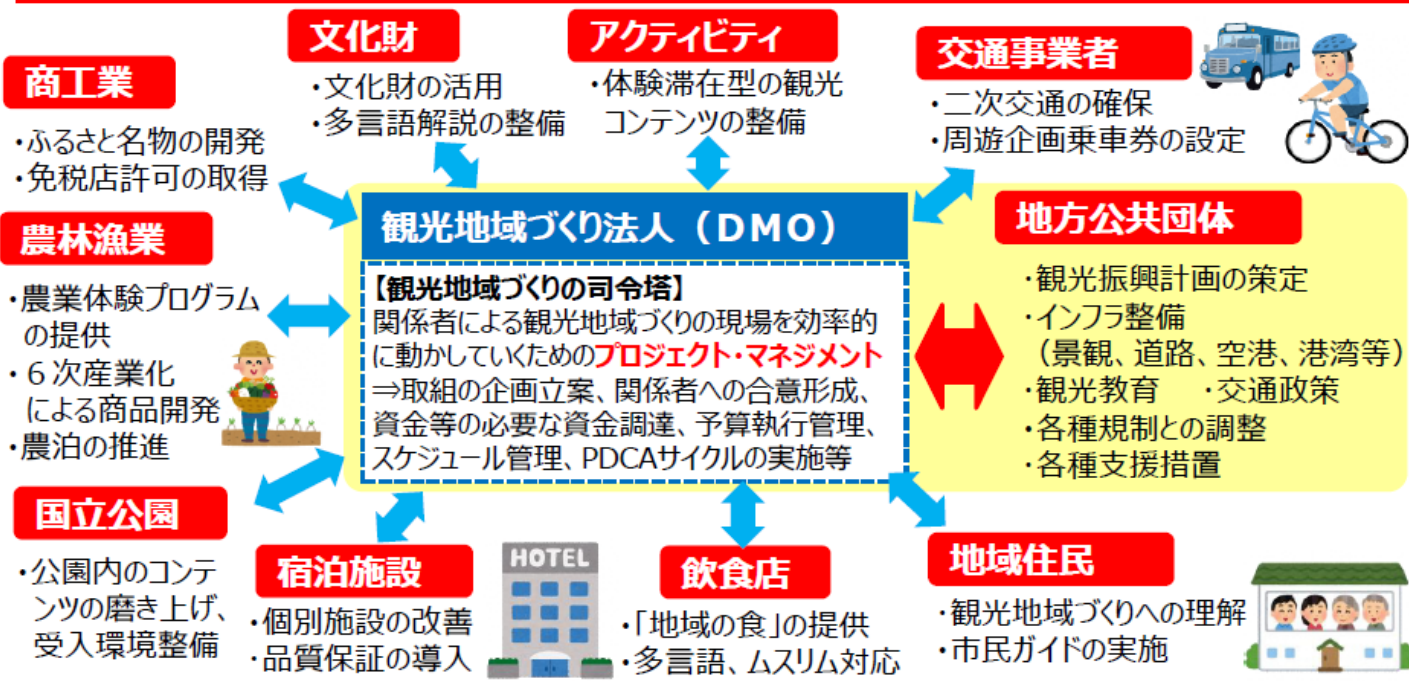 文化財
・文化財の活用
・多言語解説の整備
アクティビティ
・体験滞在型の観光
コンテンツの整備
交通事業者
・二次交通の確保
・周遊企画乗車券の設定
商工業
・ふるさと名物の開発
・免税店許可の取得
農林漁業
・農業体験プログラム
の提供
・６次産業化
による商品開発
・農泊の推進
観光地域づくり法人（ＤＭＯ）
【観光地域づくりの司令塔】
関係者による観光地域づくりの現場を効率的
に動かしていくためのプロジェクト・マネジメント
⇒取組の企画立案、関係者への合意形成、
資金等の必要な資金調達、予算執行管理、
スケジュール管理、PDCAサイクルの実施等
地方公共団体
・観光振興計画の策定
・インフラ整備
（景観、道路、空港、港湾等）
・観光教育　・交通政策
・各種規制との調整
・各種支援措置
国立公園
・公園内のコンテ
ンツの磨き上げ、
受入環境整備
宿泊施設
・個別施設の改善
・品質保証の導入
HOTEL
飲食店
・「地域の食」の提供
・多言語、ムスリム対応
地域住民
・観光地域づくりへの理解
・市民ガイドの実施